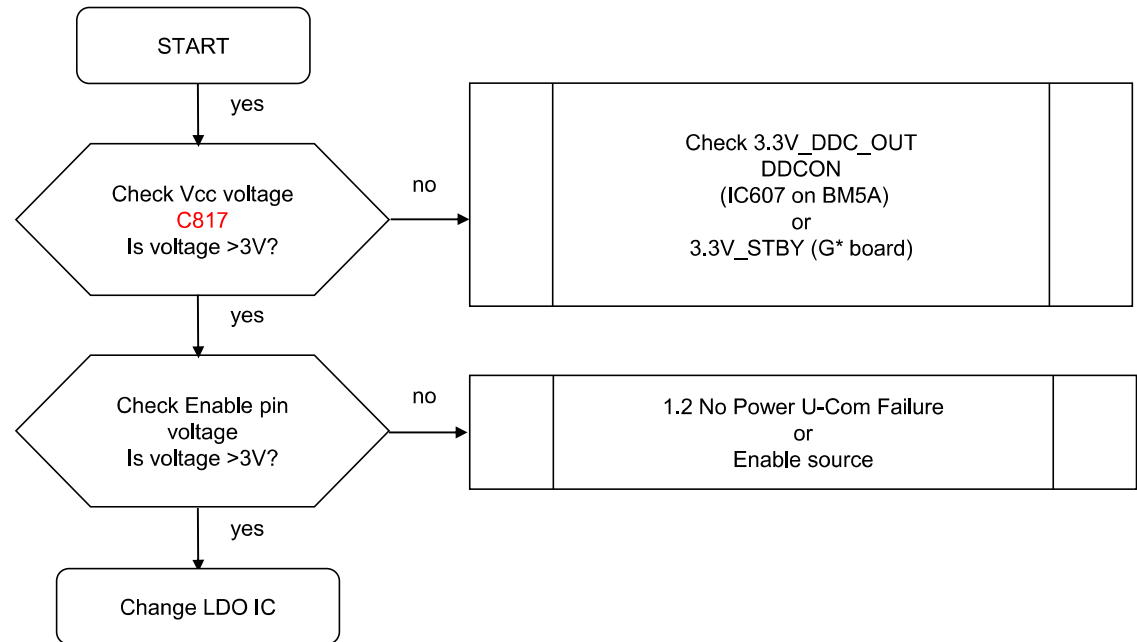 START
yes
Check Vcc voltage
C817
Is voltage >3V?
no
Check 3.3V_DDC_OUT
DDCON
(IC607 on BM5A)
or
3.3V_STBY (G* board)
yes
Check Enable pin
voltage
Is voltage >3V?
no
1.2 No Power U-Com Failure
or
Enable source
yes
Change LDO IC